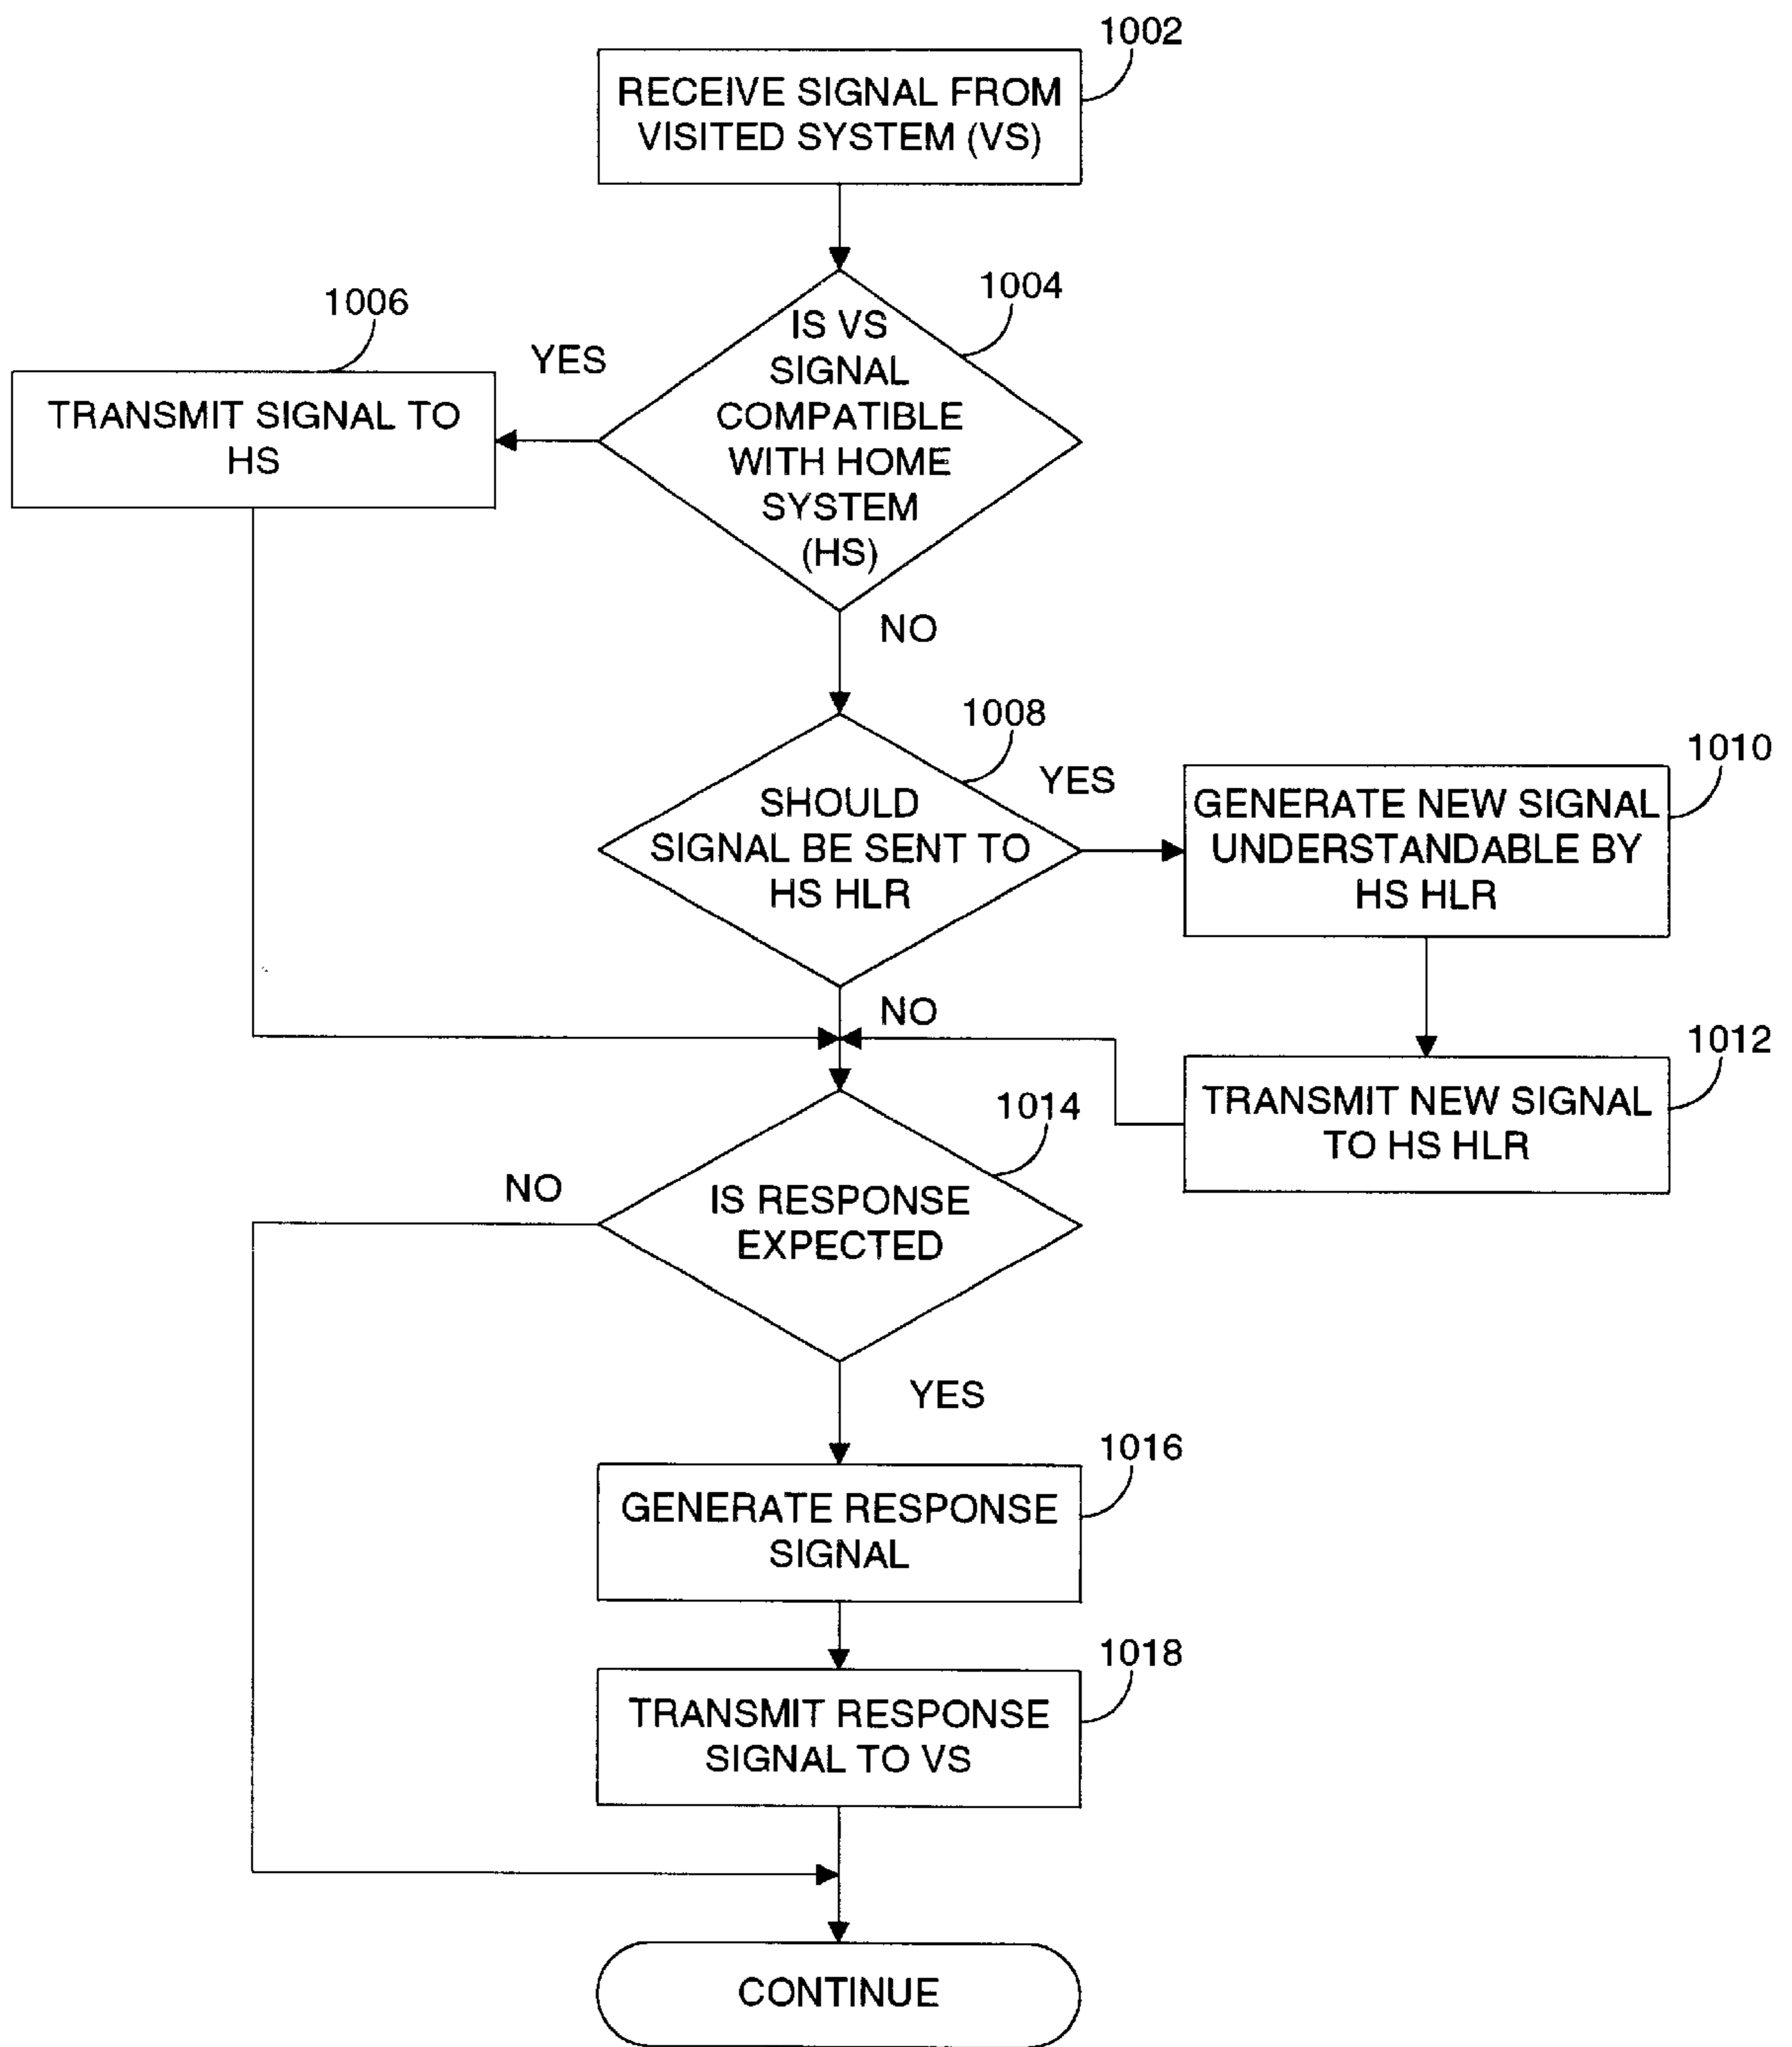 1002
RECEIVE SIGNAL FROM
VISITED SYSTEM (VS)
1004
IS VS
SIGNAL
COMPATIBLE
WITH HOME
SYSTEM
(HS)
YES
1006
TRANSMIT SIGNAL TO
HS
NO
1008
SHOULD
SIGNAL BE SENT TO
HS HLR
YES
1010
GENERATE NEW SIGNAL
UNDERSTANDABLE BY
HS HLR
NO
1012
TRANSMIT NEW SIGNAL
TO HS HLR
1014
IS RESPONSE
EXPECTED
NO
YES
1016
GENERATE RESPONSE
SIGNAL
1018
TRANSMIT RESPONSE
SIGNAL TO VS
CONTINUE